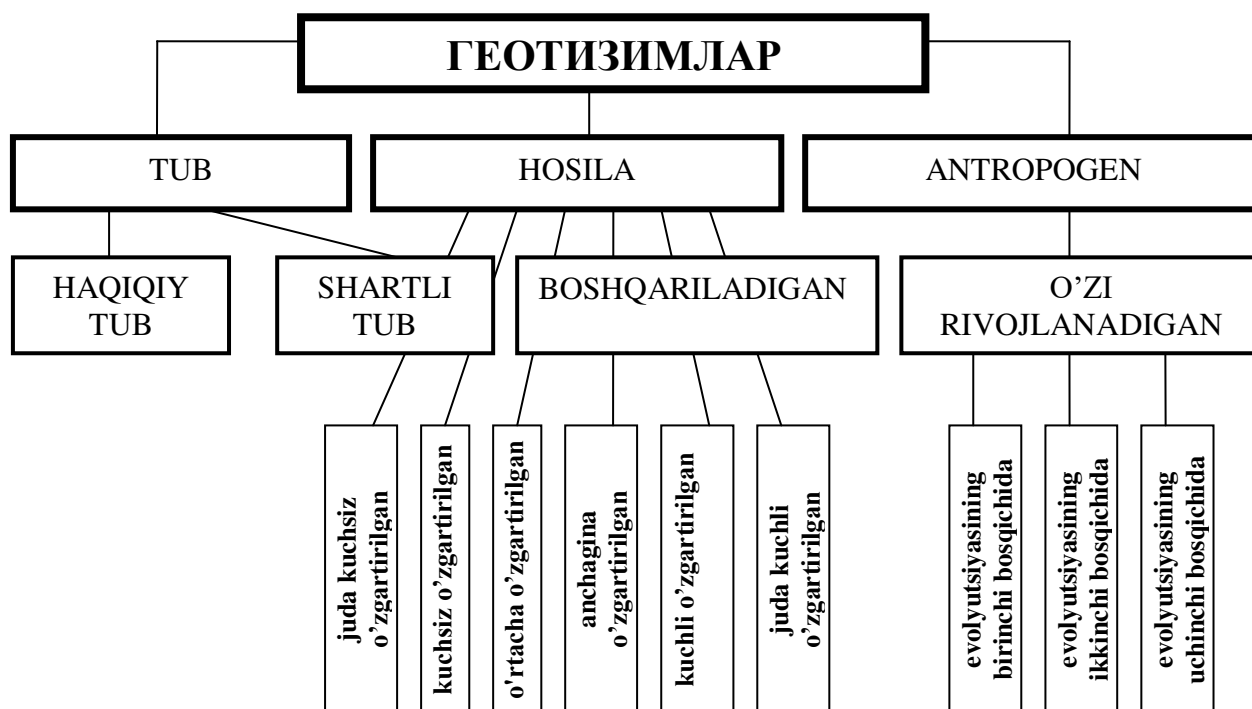 ГЕОТИЗИМЛАР
TUB
HOSILA
ANTROPOGEN
HAQIQIY
TUB
SHARTLI
TUB
BOSHQARILADIGAN
O’ZI
RIVOJLANADIGAN
juda kuchsiz
o’zgartirilgan
kuchsiz o’zgartirilgan
o'rtacha o’zgartirilgan
anchagina
o’zgartirilgan
kuchli o’zgartirilgan
juda kuchli
o’zgartirilgan
evolyutsiyasining
birinchi bosqichida
evolyutsiyasining
ikkinchi bosqichida
evolyutsiyasining
uchinchi bosqichida